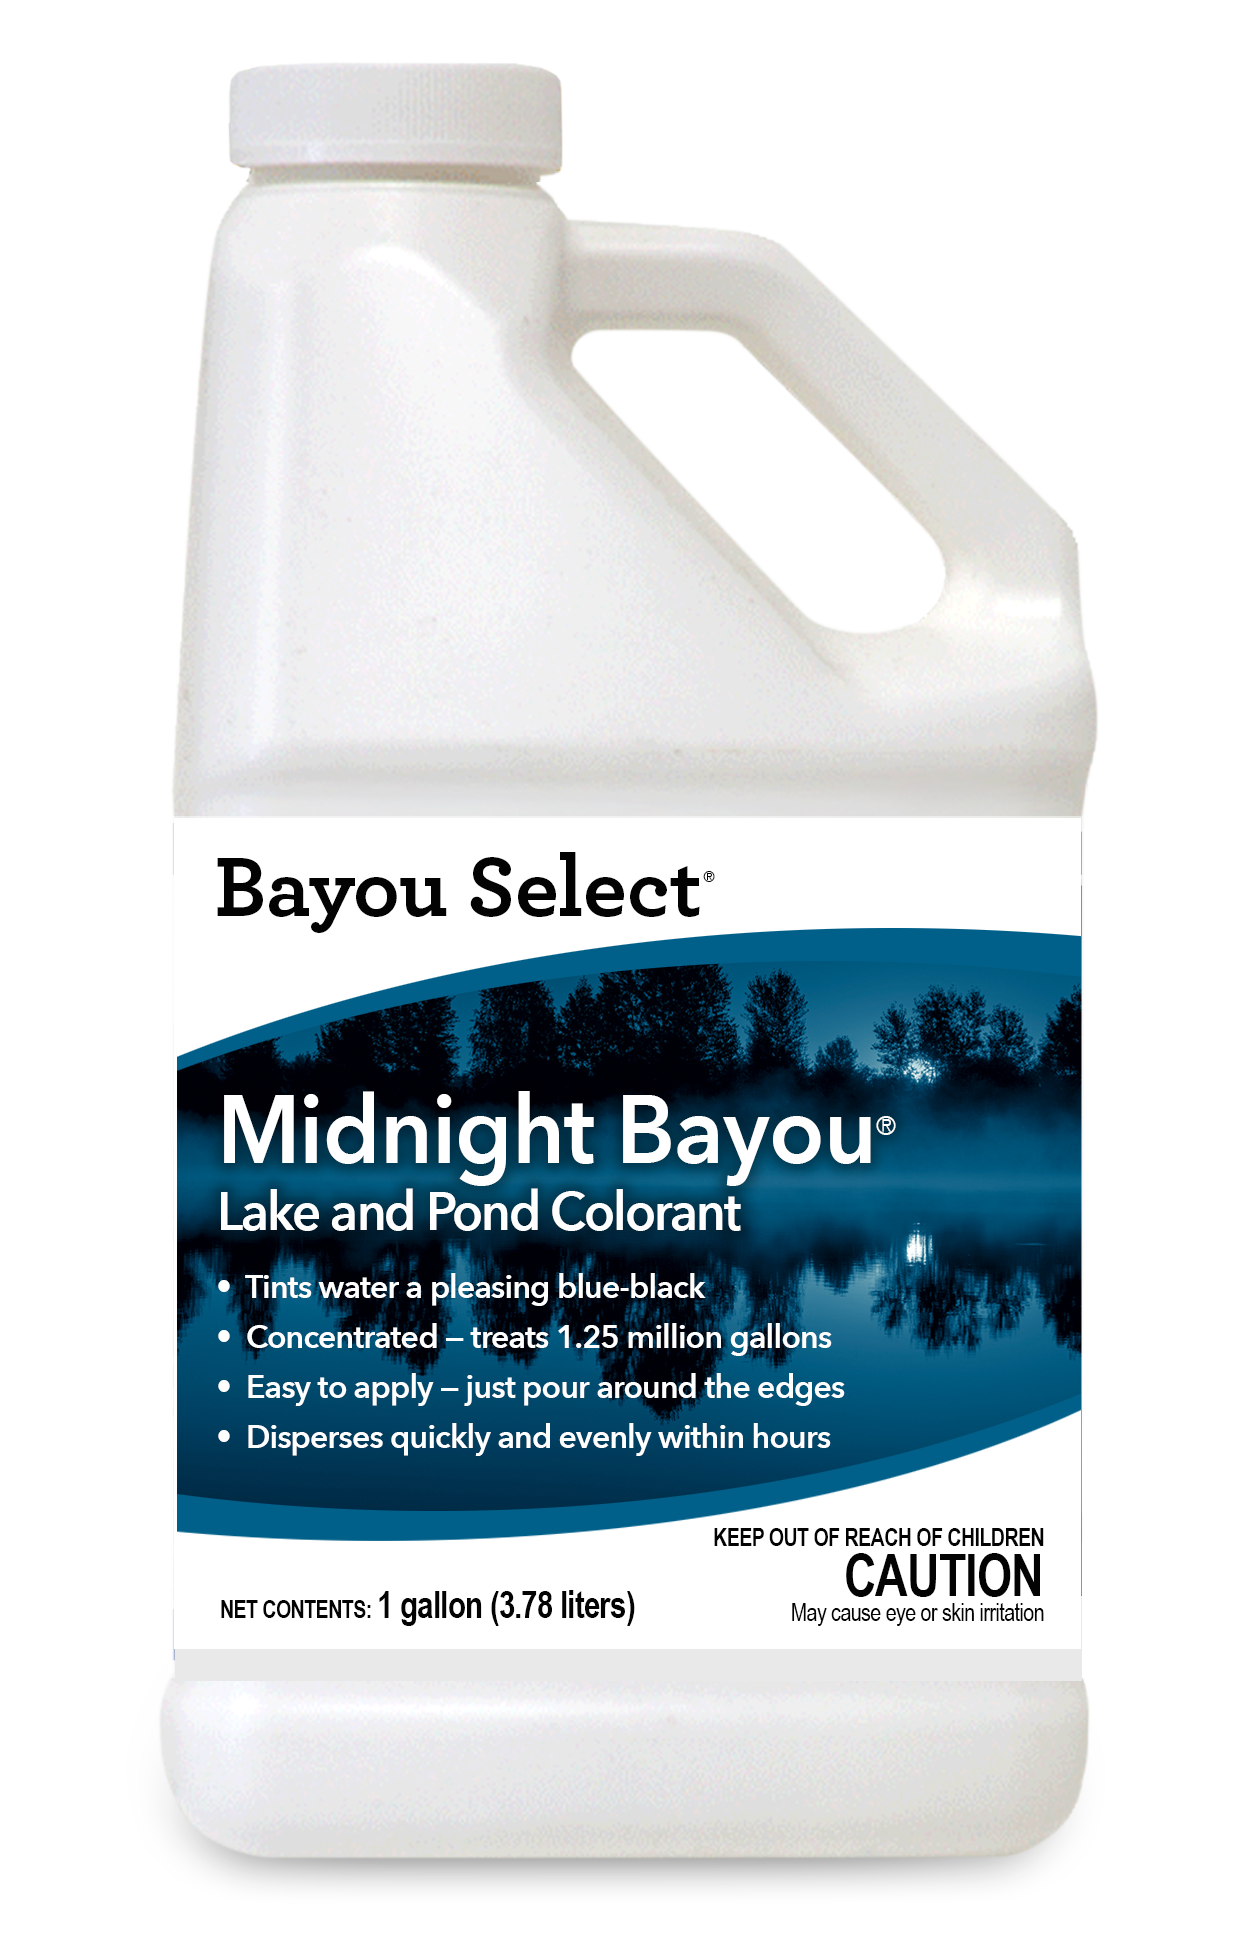 Bayou Select®
Midnight Bayou®
Lake and Pond Colorant
• Tints water a pleasing blue-black
• Concentrated – treats 1.25 million gallons
• Easy to apply – just pour around the edges
• Disperses quickly and evenly within hours
KEEP OUT OF REACH OF CHILDREN
CAUTION
May cause eye or skin irritation
NET CONTENTS: 1 gallon (3.78 liters)